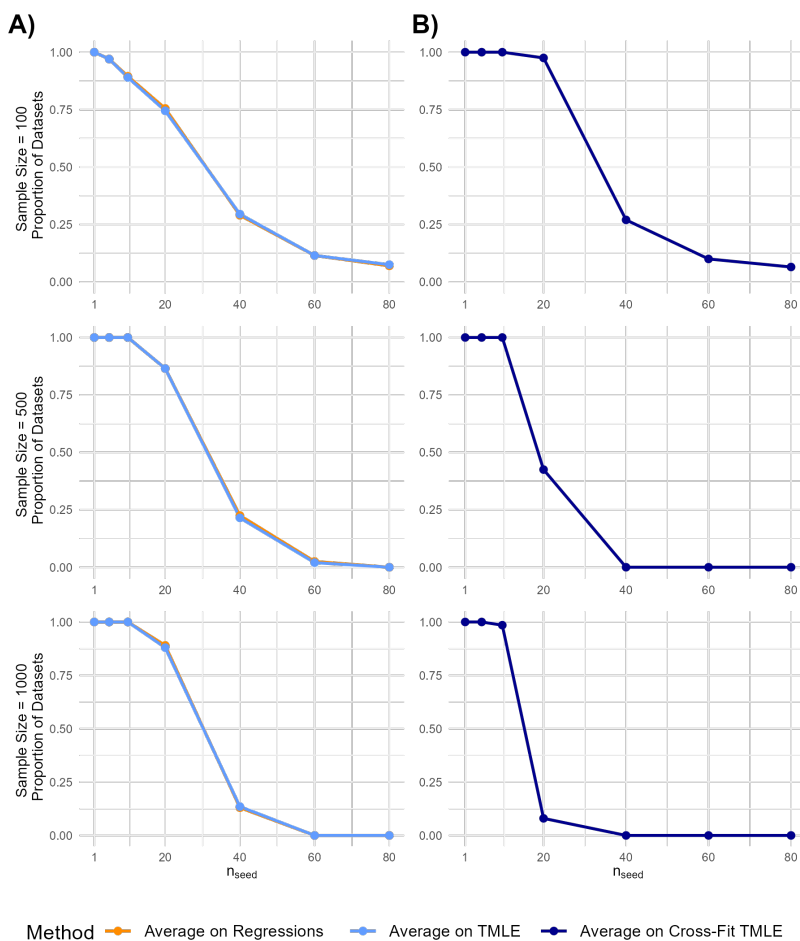 A)
B)
Sample Size = 100
Proportion of Datasets
1.00
0.75
0.50
0.25
0.00
1 20 40 60 80
1.00
0.75
0.50
0.25
0.00
1 20 40 60 80
Sample Size = 500
Proportion of Datasets
1.00
0.75
0.50
0.25
0.00
1 20 40 60 80
1.00
0.75
0.50
0.25
0.00
1 20 40 60 80
Sample Size = 1000
Proportion of Datasets
1.00
0.75
0.50
0.25
0.00
1 20 40 60 80
nseed
1.00
0.75
0.50
0.25
0.00
1 20 40 60 80
nseed
Method Average on Regressions Average on TMLE Average on Cross-Fit TMLE